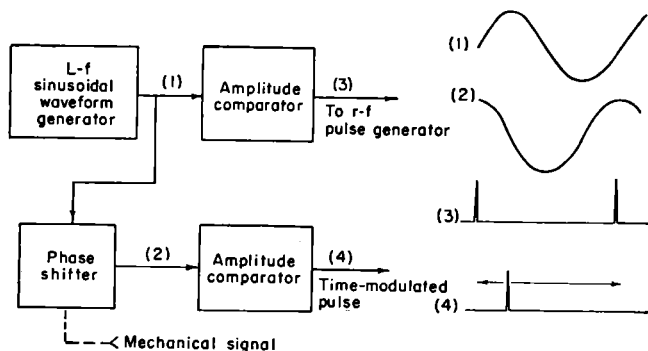 L-f
sinusoidal
waveform
generator
(1)
Amplitude
comparator
(3)
To r-f
pulse generator
Phase
shifter
(2)
Amplitude
comparator
(4)
Time-modulated
pulse
Mechanical signal
(1)
(2)
(3)
(4)